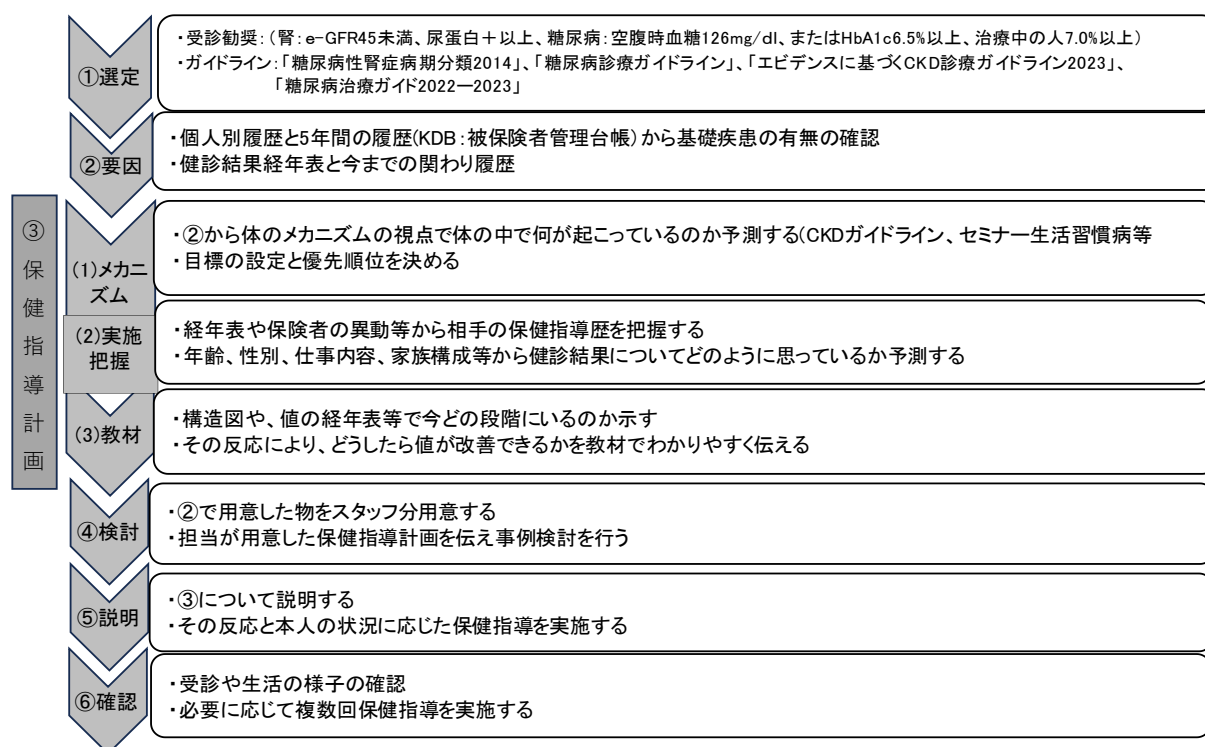 ①選定
・受診勧奨：（腎：e-GFR45未満、尿蛋白＋以上、糖尿病：空腹時血糖126mg/dl、またはHbA1c6.5%以上、治療中の人7.0%以上）
・ガイドライン：「糖尿病性腎症病期分類2014」、「糖尿病診療ガイドライン」、「エビデンスに基づくCKD診療ガイドライン2023」、
「糖尿病治療ガイド2022ー2023」
②要因
・個人別履歴と5年間の履歴(KDB：被保険者管理台帳)から基礎疾患の有無の確認
・健診結果経年表と今までの関わり履歴
③保健指導計画
(1)メカニ
ズム
・②から体のメカニズムの視点で体の中で何が起こっているのか予測する(CKDガイドライン、セミナー生活習慣病等
・目標の設定と優先順位を決める
(2)実施
把握
・経年表や保険者の異動等から相手の保健指導歴を把握する
・年齢、性別、仕事内容、家族構成等から健診結果についてどのように思っているか予測する
(3)教材
・構造図や、値の経年表等で今どの段階にいるのか示す
・その反応により、どうしたら値が改善できるかを教材でわかりやすく伝える
④検討
・②で用意した物をスタッフ分用意する
・担当が用意した保健指導計画を伝え事例検討を行う
⑤説明
・③について説明する
・その反応と本人の状況に応じた保健指導を実施する
⑥確認
・受診や生活の様子の確認
・必要に応じて複数回保健指導を実施する